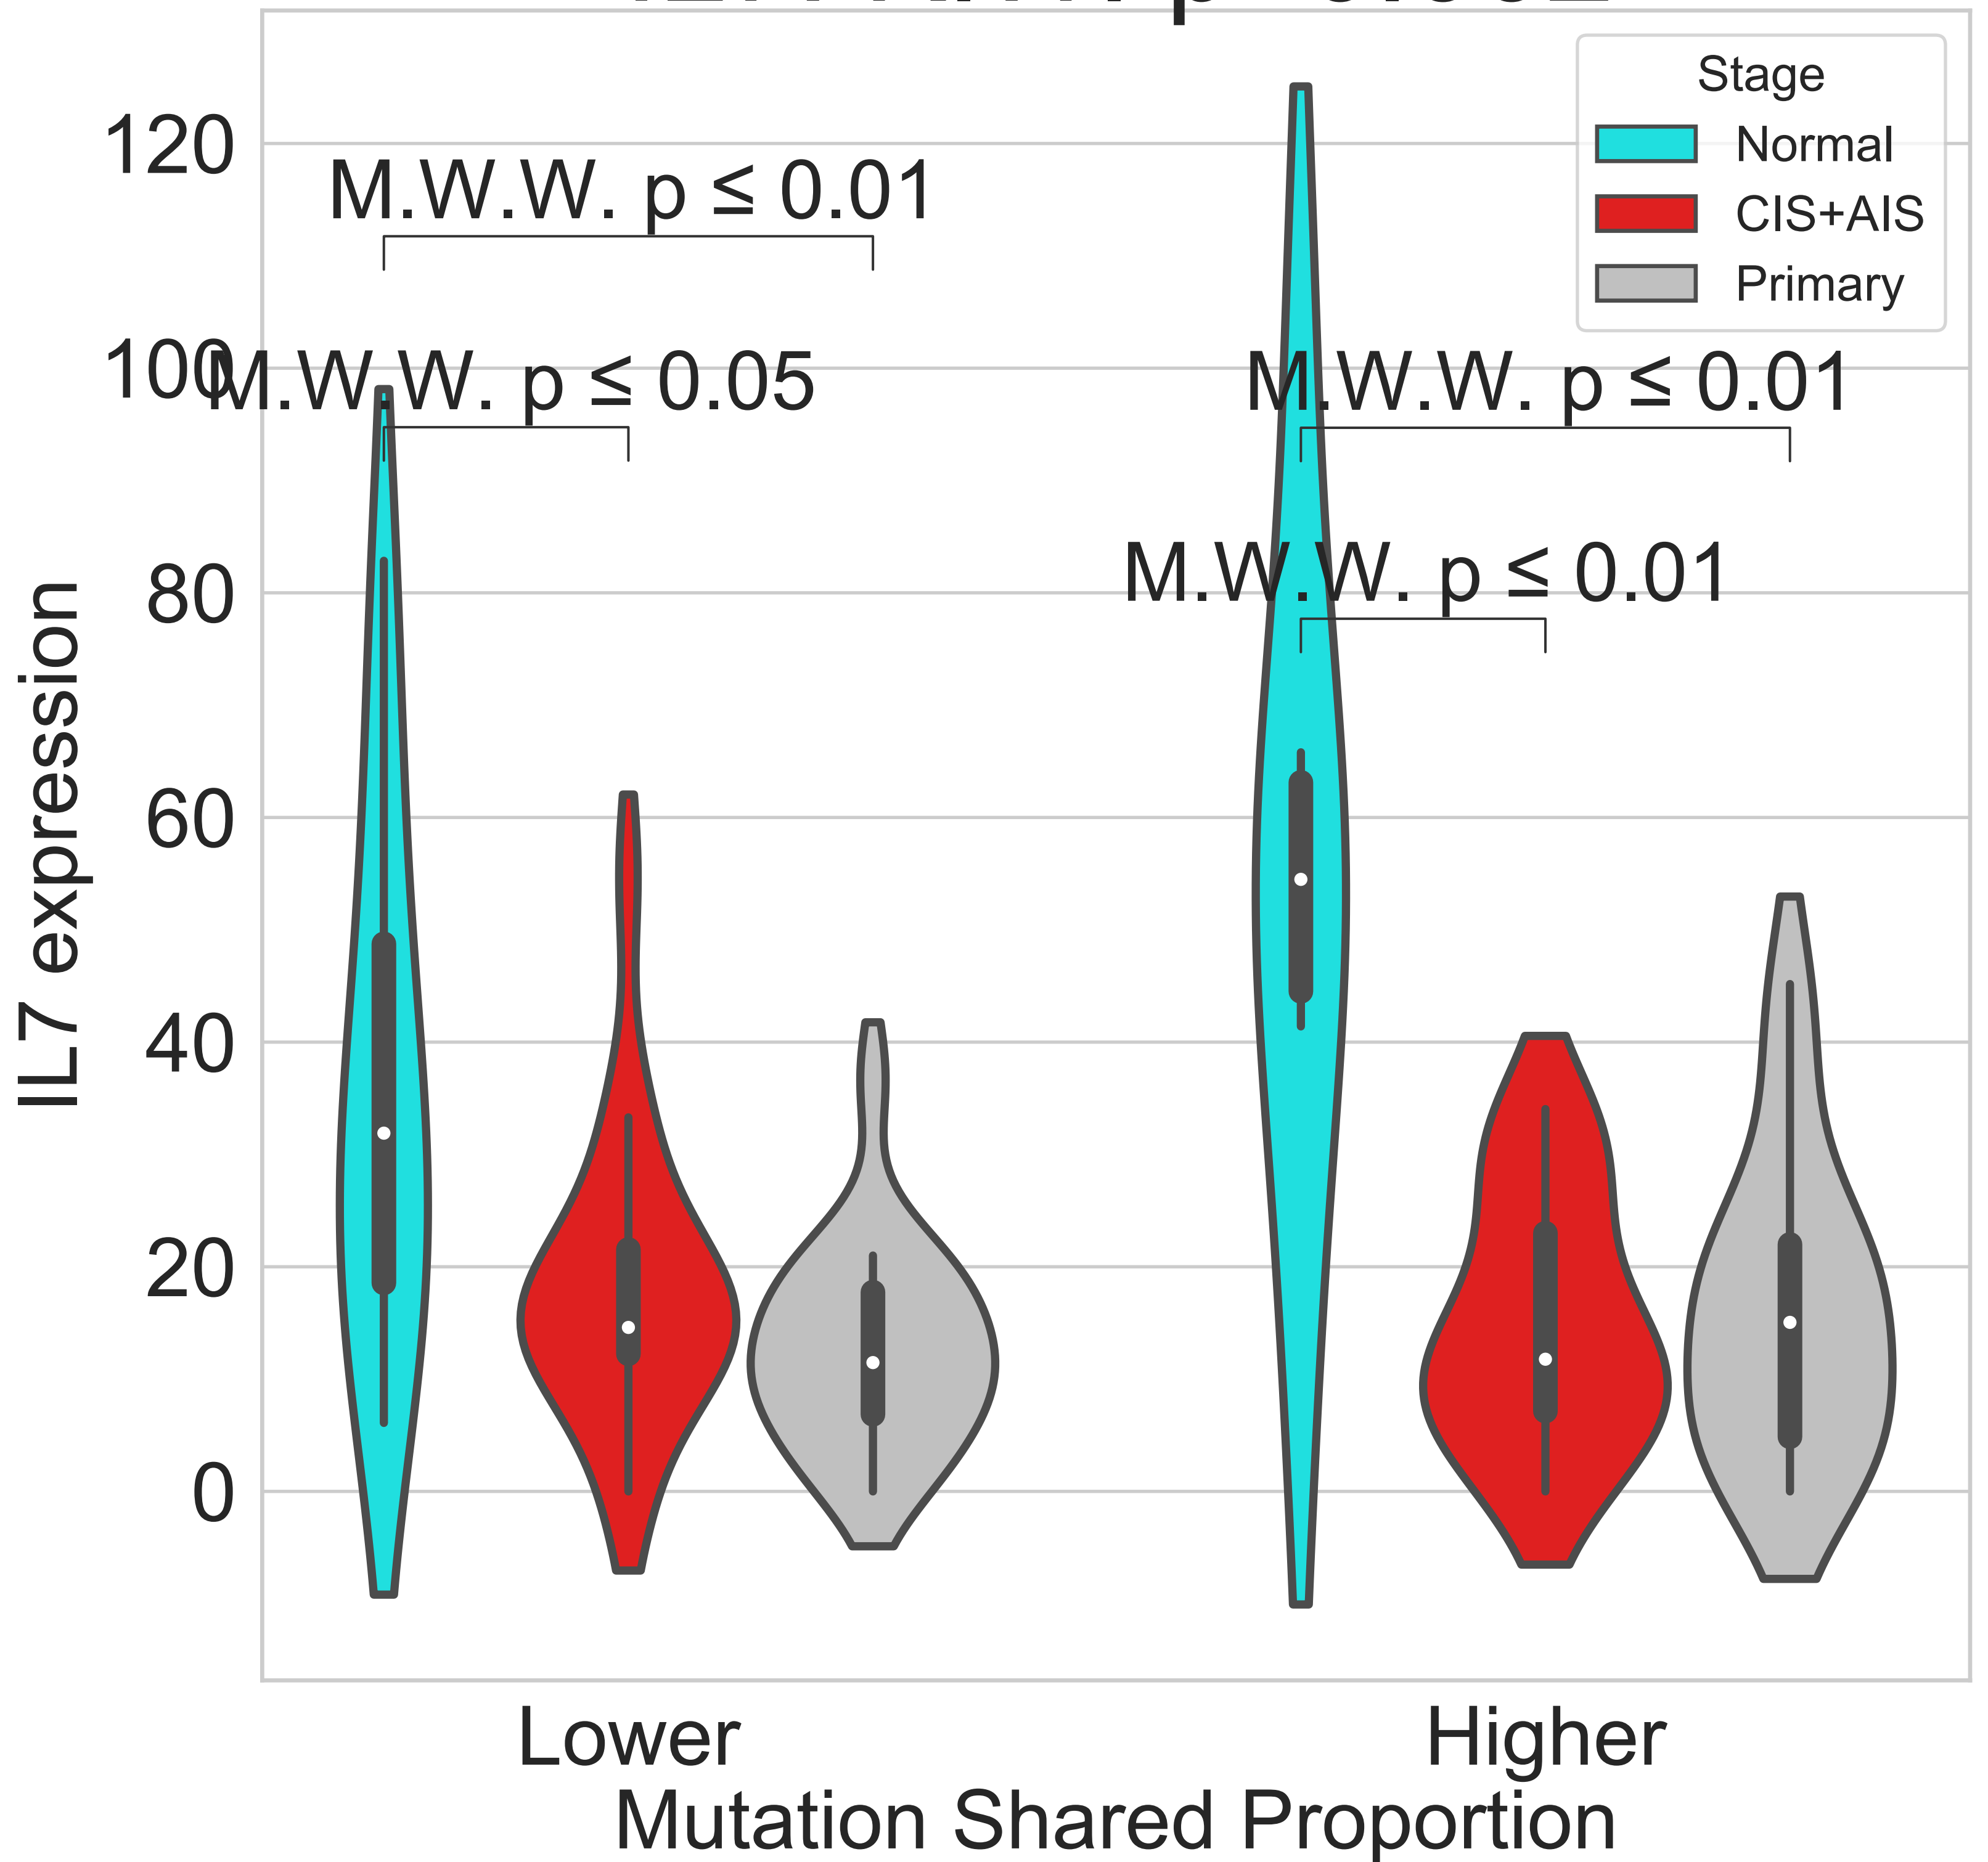 Stage
Normal
CIS+AIS
Primary
M.W.W. p ≤ 0.01
M.W.W. p ≤ 0.05
M.W.W. p ≤ 0.01
M.W.W. p ≤ 0.01
120
100
80
60
40
20
0
IL7 expression
Lower
Higher
Mutation Shared Proportion